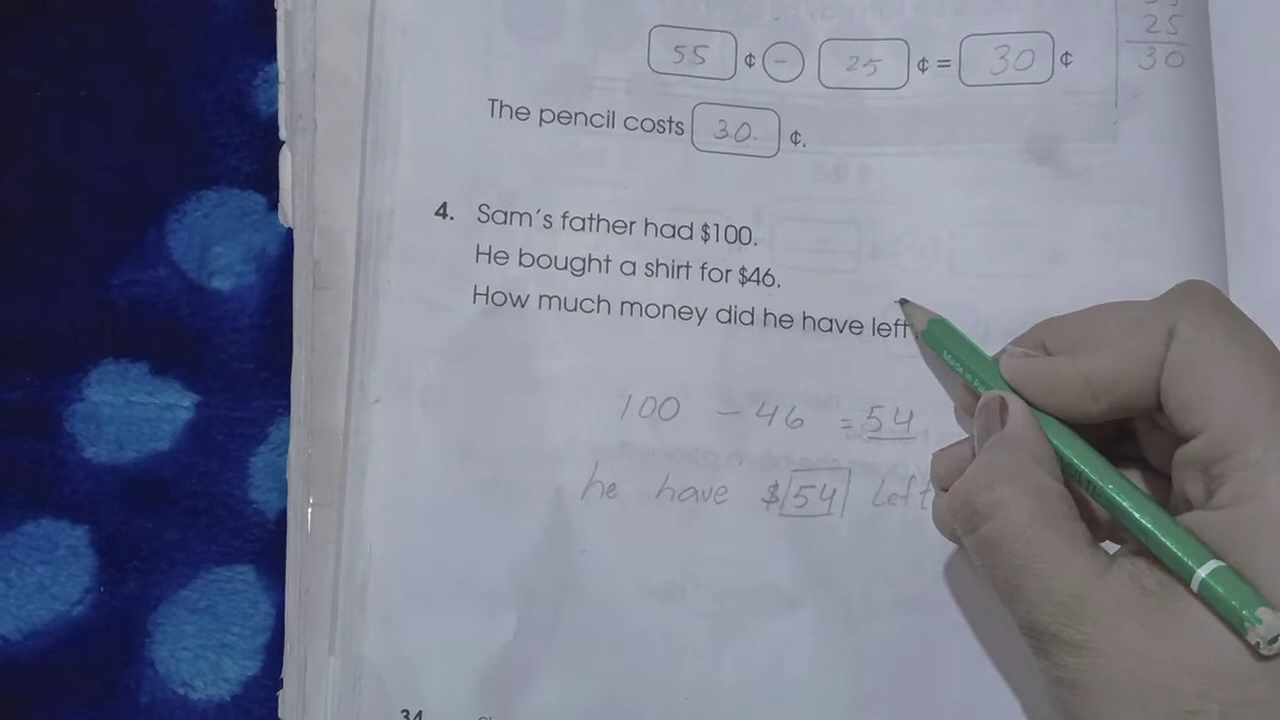 25
30
55 ¢ - 25 ¢ = 30 ¢
The pencil costs 30 ¢.
4. Sam's father had $100.
He bought a shirt for $46.
How much money did he have left
100 - 46 = 54
he have $54 left
34